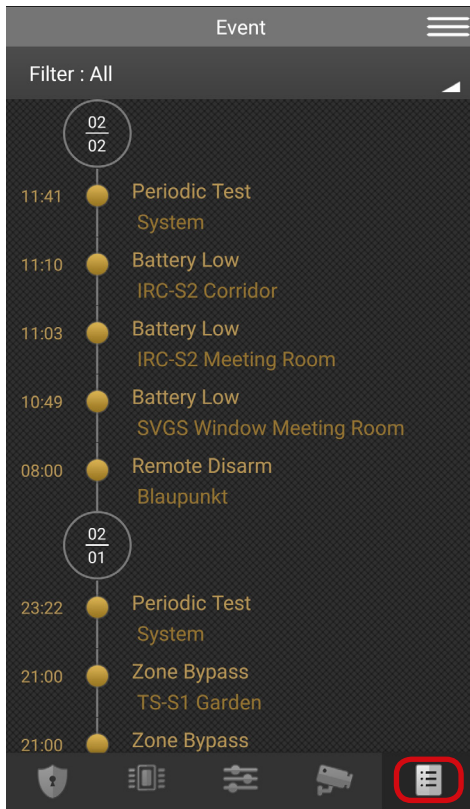 Event
Filter : All
02
02
11:41 Periodic Test
System
11:10 Battery Low
IRC-S2 Corridor
11:03 Battery Low
IRC-S2 Meeting Room
10:49 Battery Low
SVGS Window Meeting Room
08:00 Remote Disarm
Blaupunkt
02
01
23:22 Periodic Test
System
21:00 Zone Bypass
TS-S1 Garden
21:00 Zone Bypass